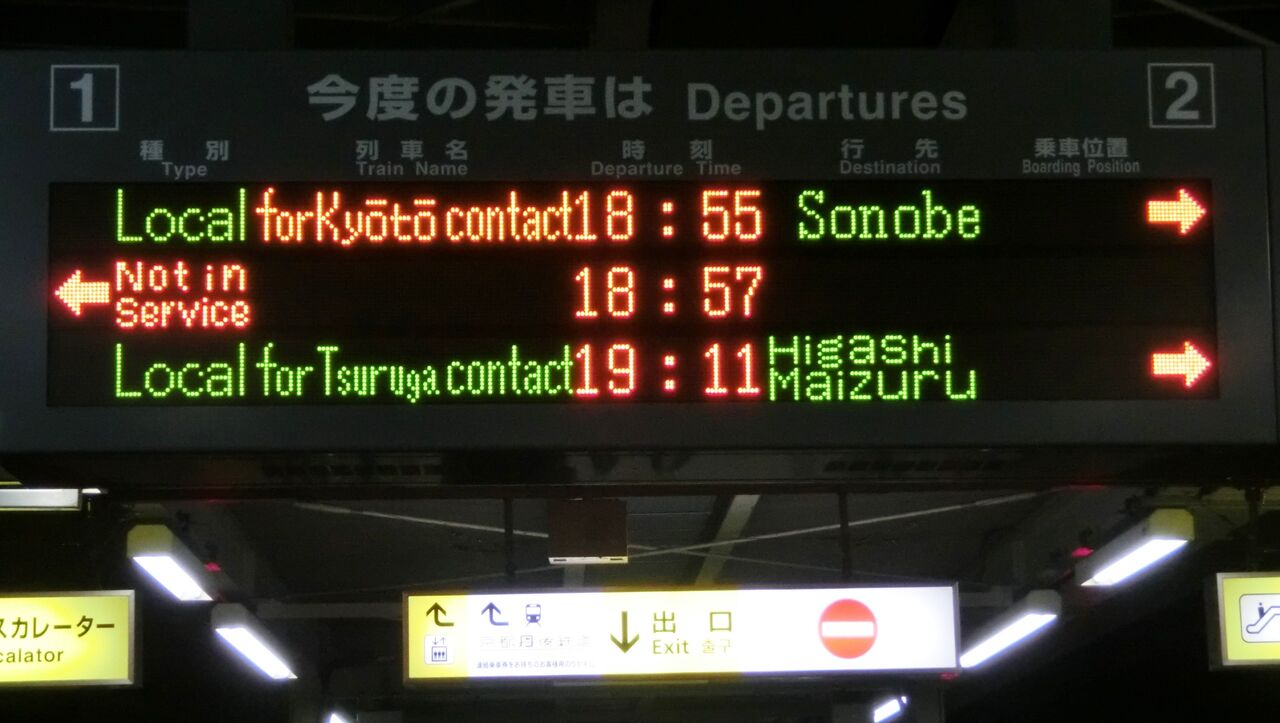 1 今度の発車は Departures 2
種別 列車名 時刻 行先 乗車位置
Type Train Name Departure Time Destination Boarding Position
Local for Kyōto contact 18:55 Sonobe
Not in Service 18:57
Local for Tsuruga contact 19:11 Higashi Maizuru
スカレーター
calator
出口
Exit 출구